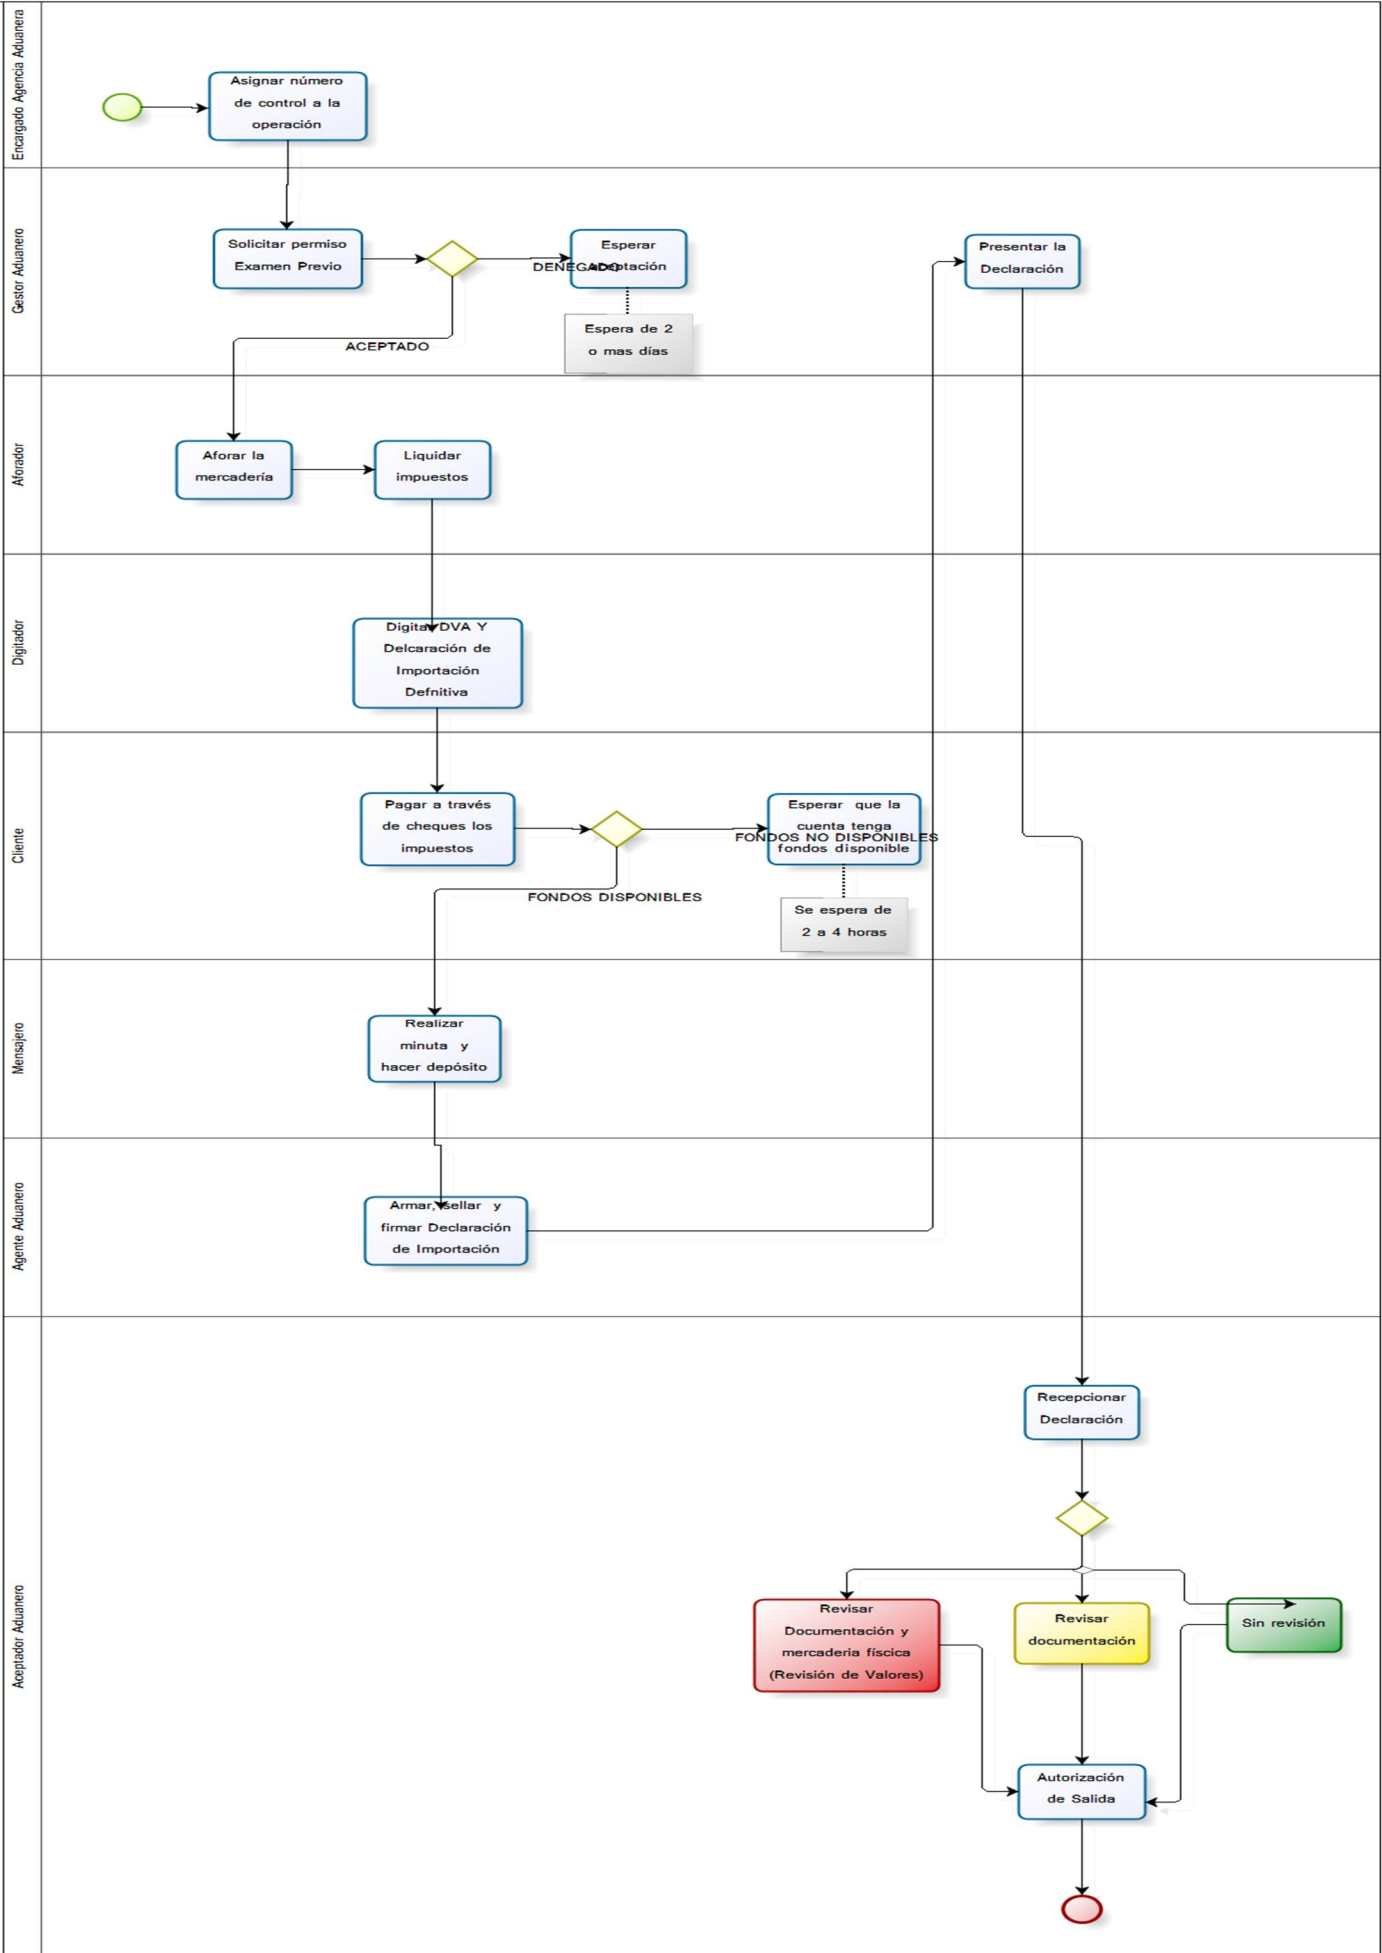 Encargado Agencia Aduanera
Asignar número
de control a la
operación
Gestor Aduanero
Solicitar permiso
Examen Previo
DENEGADO
Esperar
aceptación
Espera de 2
o mas días
ACEPTADO
Presentar la
Declaración
Aforador
Aforar la
mercadería
Liquidar
impuestos
Digitador
Digitar DVA Y
Delcaración de
Importación
Defnitiva
Cliente
Pagar a través
de cheques los
impuestos
Esperar que la
cuenta tenga
FONDOS NO DISPONIBLES
fondos disponible
FONDOS DISPONIBLES
Se espera de
2 a 4 horas
Mensajero
Realizar
minuta y
hacer depósito
Agente Aduanero
Armar, sellar y
firmar Declaración
de Importación
Aceptador Aduanero
Recepcionar
Declaración
Revisar
Documentación y
mercaderia físcica
(Revisión de Valores)
Revisar
documentación
Sin revisión
Autorización
de Salida